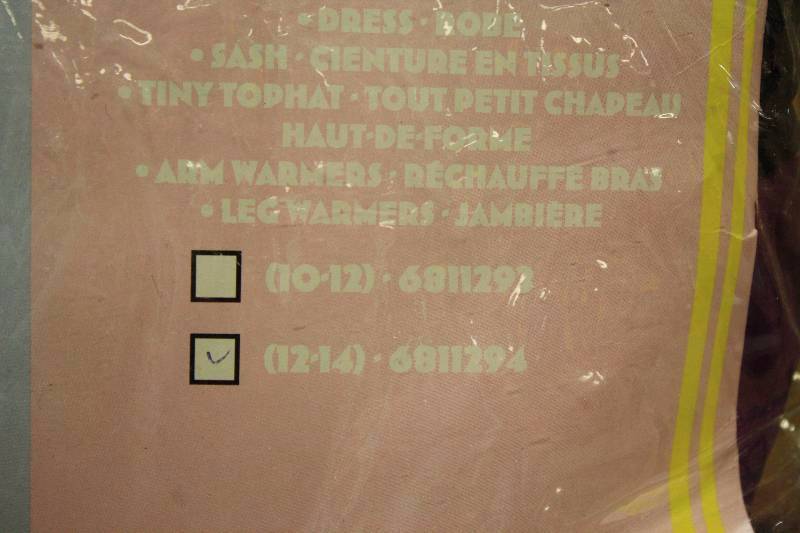 • DRESS · ROBE
• SASH · CIENTURE EN TISSUS
• TINY TOPHAT · TOUT PETIT CHAPEAU
HAUT-DE-FORME
• ARM WARMERS · RÉCHAUFFE BRAS
• LEG WARMERS · JAMBIÈRE
(10-12) · 6811293
(12-14) · 6811294